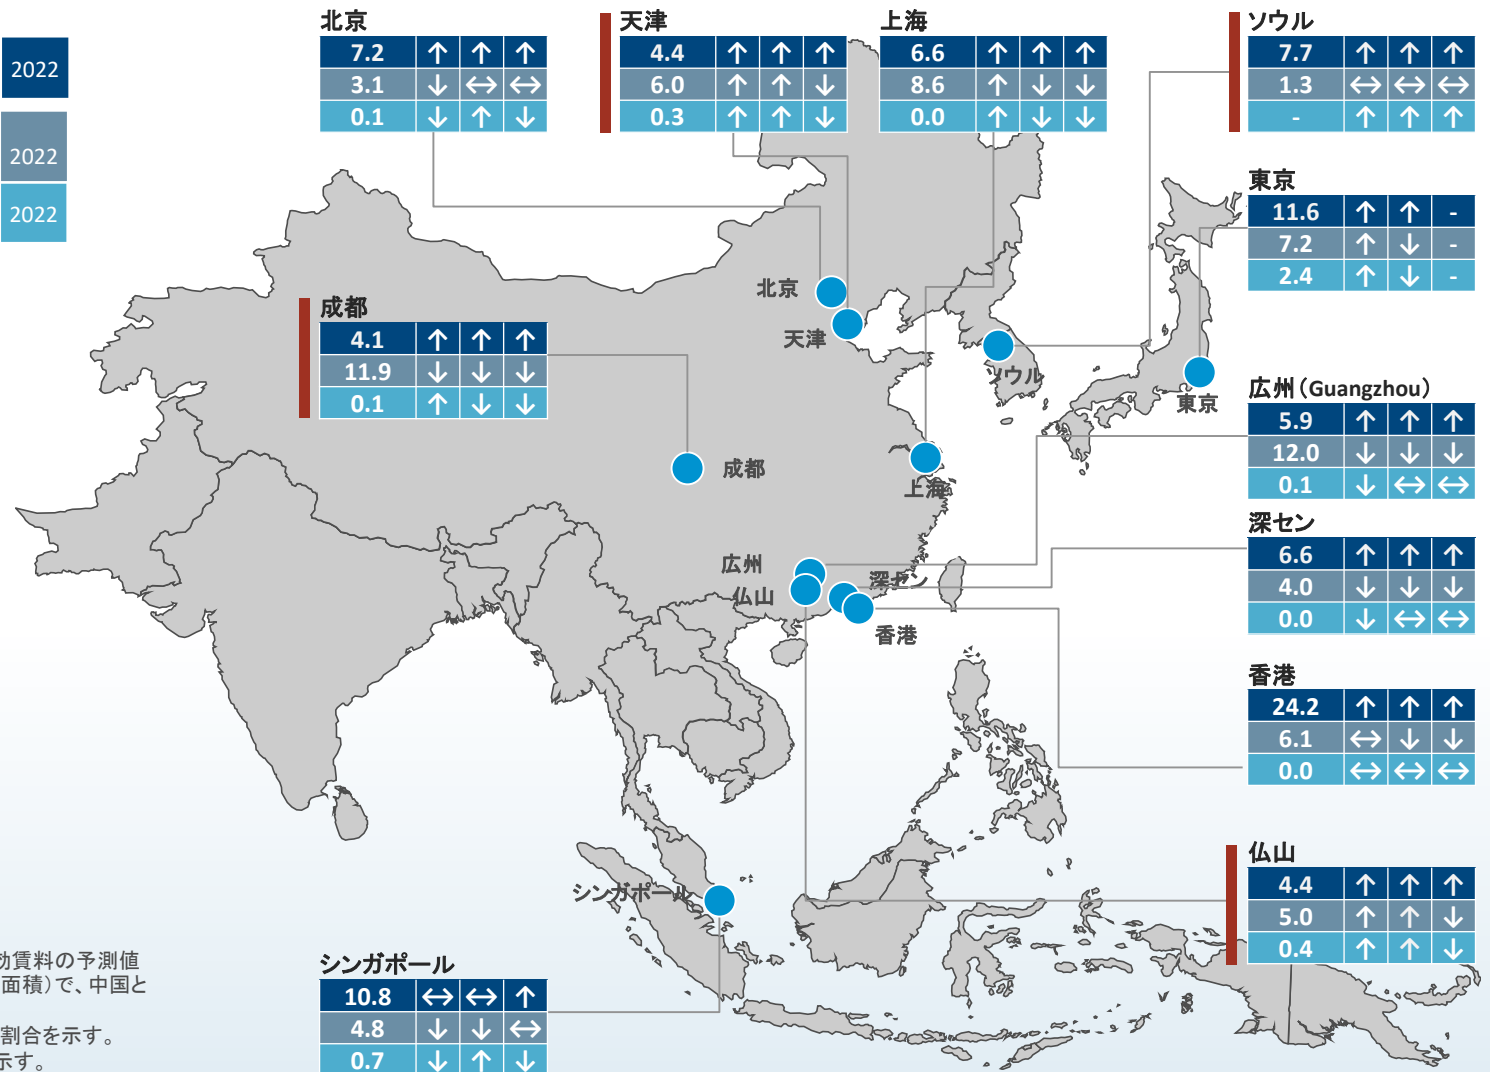 2022
2022
2022
北京
7.2 ↑ ↑ ↑
3.1 ↓ ↔ ↔
0.1 ↓ ↑ ↓
天津
4.4 ↑ ↑ ↑
6.0 ↑ ↑ ↓
0.3 ↑ ↑ ↓
上海
6.6 ↑ ↑ ↑
8.6 ↑ ↓ ↓
0.0 ↑ ↓ ↓
ソウル
7.7 ↑ ↑ ↑
1.3 ↔ ↔ ↔
- ↑ ↑ ↑
東京
11.6 ↑ ↑ -
7.2 ↑ ↓ -
2.4 ↑ ↓ -
成都
4.1 ↑ ↑ ↑
11.9 ↓ ↓ ↓
0.1 ↑ ↓ ↓
広州（Guangzhou）
5.9 ↑ ↑ ↑
12.0 ↓ ↓ ↓
0.1 ↓ ↔ ↔
深セン
6.6 ↑ ↑ ↑
4.0 ↓ ↓ ↓
0.0 ↓ ↔ ↔
香港
24.2 ↑ ↑ ↑
6.1 ↔ ↓ ↓
0.0 ↔ ↔ ↔
仏山
4.4 ↑ ↑ ↑
5.0 ↑ ↑ ↓
0.4 ↑ ↑ ↓
シンガポール
10.8 ↔ ↔ ↑
4.8 ↓ ↓ ↔
0.7 ↓ ↑ ↓
北京
天津
ソウル
東京
成都
上海
広州
仏山
深セン
香港
シンガポール
賃料の予測値
面積）で、中国と
割合を示す。
示す。